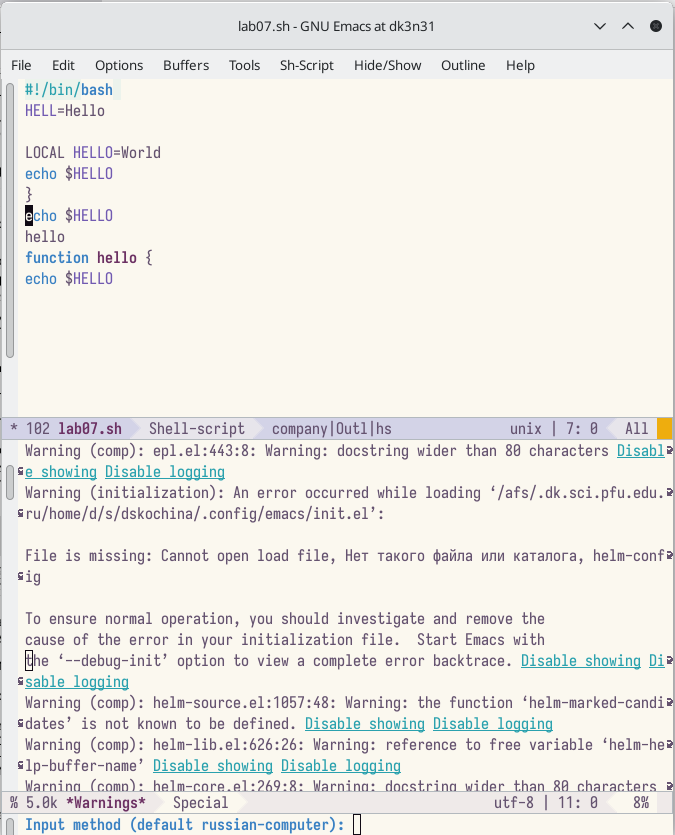 lab07.sh - GNU Emacs at dk3n31
File Edit Options Buffers Tools Sh-Script Hide/Show Outline Help
#!/bin/bash
HELL=Hello
LOCAL HELLO=World
echo $HELLO
}
echo $HELLO
hello
function hello {
echo $HELLO
* 102 lab07.sh Shell-script company|Outl|hs unix | 7: 0 All
Warning (comp): epl.el:443:8: Warning: docstring wider than 80 characters Disabl
e showing Disable logging
Warning (initialization): An error occurred while loading ‘/afs/.dk.sci.pfu.edu.
ru/home/d/s/dskochina/.config/emacs/init.el’:
File is missing: Cannot open load file, Нет такого файла или каталога, helm-conf
ig
To ensure normal operation, you should investigate and remove the
cause of the error in your initialization file. Start Emacs with
the ‘--debug-init’ option to view a complete error backtrace. Disable showing Di
sable logging
Warning (comp): helm-source.el:1057:48: Warning: the function ‘helm-marked-candi
dates’ is not known to be defined. Disable showing Disable logging
Warning (comp): helm-lib.el:626:26: Warning: reference to free variable ‘helm-he
lp-buffer-name’ Disable showing Disable logging
Warning (comp): helm-core.el:269:8: Warning: docstring wider than 80 characters
% 5.0k *Warnings* Special utf-8 | 11: 0 8%
Input method (default russian-computer):